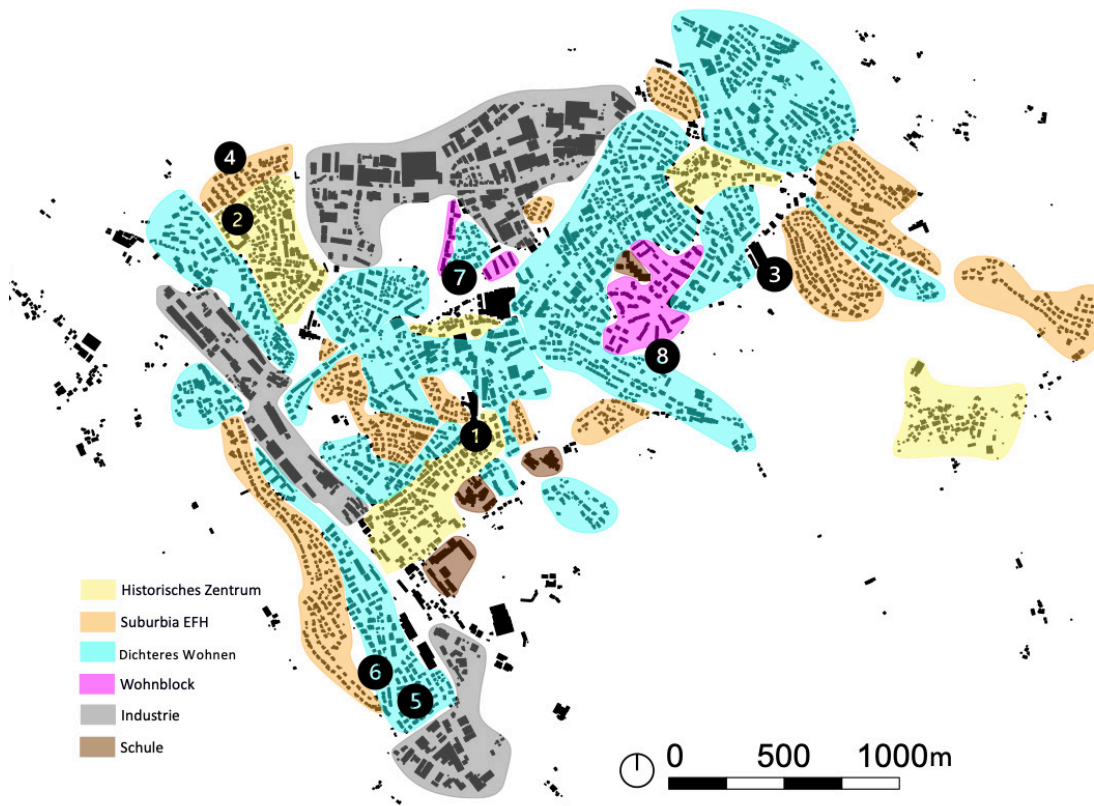 4
2
7
3
8
1
Historisches Zentrum
Suburbia EFH
Dichteres Wohnen
Wohnblock
Industrie
Schule
6
5
0 500 1000m